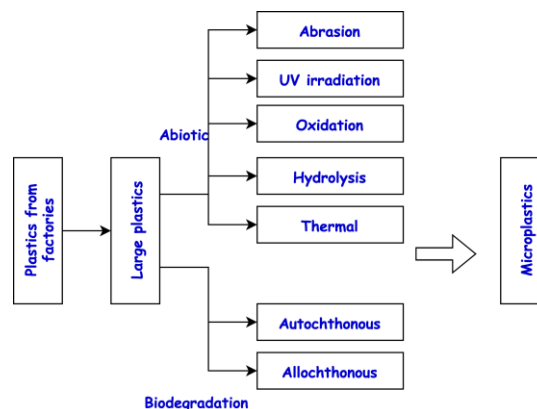 Plastics from
factories
Large plastics
Abiotic
Abrasion
UV irradiation
Oxidation
Hydrolysis
Thermal
Biodegradation
Autochthonous
Allochthonous
Microplastics